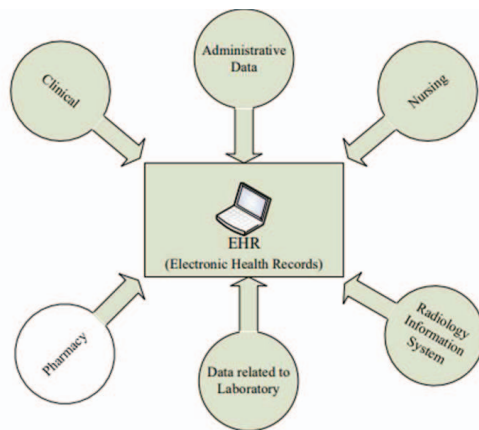 Administrative
Data
Clinical
Nursing
EHR
(Electronic Health Records)
Pharmacy
Data related to
Laboratory
Radiology
Information
System